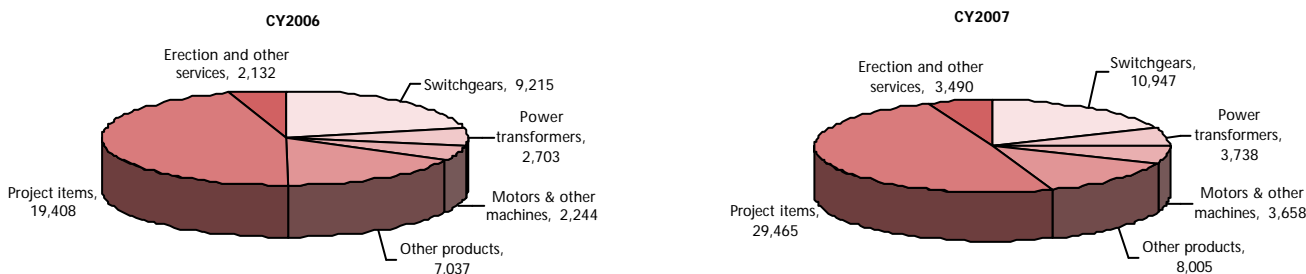 CY2006
Erection and other
services, 2,132
Switchgears, 9,215
Power
transformers,
2,703
Motors & other
machines, 2,244
Other products,
7,037
Project items,
19,408
CY2007
Erection and other
services, 3,490
Switchgears,
10,947
Power
transformers,
3,738
Motors & other
machines, 3,658
Other products,
8,005
Project items,
29,465